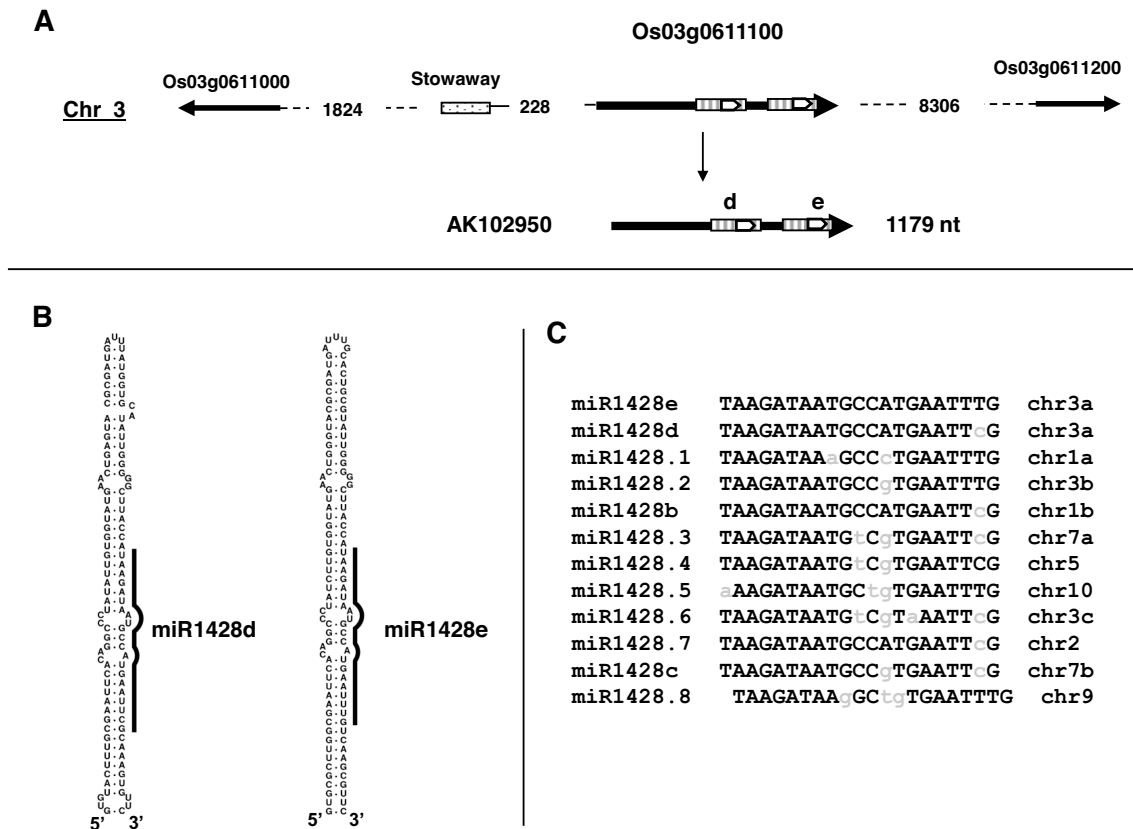 A
Os03g0611100
Os03g0611000
Stowaway
Os03g0611200
Chr 3
1824
228
8306
d
e
AK102950
1179 nt
B
C
miR1428d
miR1428e
5’ 3’
5’ 3’
miR1428e TAAGATAATGCCATGAATTTG chr3a
miR1428d TAAGATAATGCCATGAATTcG chr3a
miR1428.1 TAAGATAAaGCCcTGAATTTG chr1a
miR1428.2 TAAGATAATGCCgTGAATTTG chr3b
miR1428b TAAGATAATGCCATGAATTcG chr1b
miR1428.3 TAAGATAATGtCgTGAATTcG chr7a
miR1428.4 TAAGATAATGtCgTGAATTCG chr5
miR1428.5 aAAGATAATGCtgTGAATTTG chr10
miR1428.6 TAAGATAATGtCgTaAATTcG chr3c
miR1428.7 TAAGATAATGCCATGAATTcG chr2
miR1428c TAAGATAATGCCgTGAATTcG chr7b
miR1428.8 TAAGATAAgGCtgTGAATTTG chr9